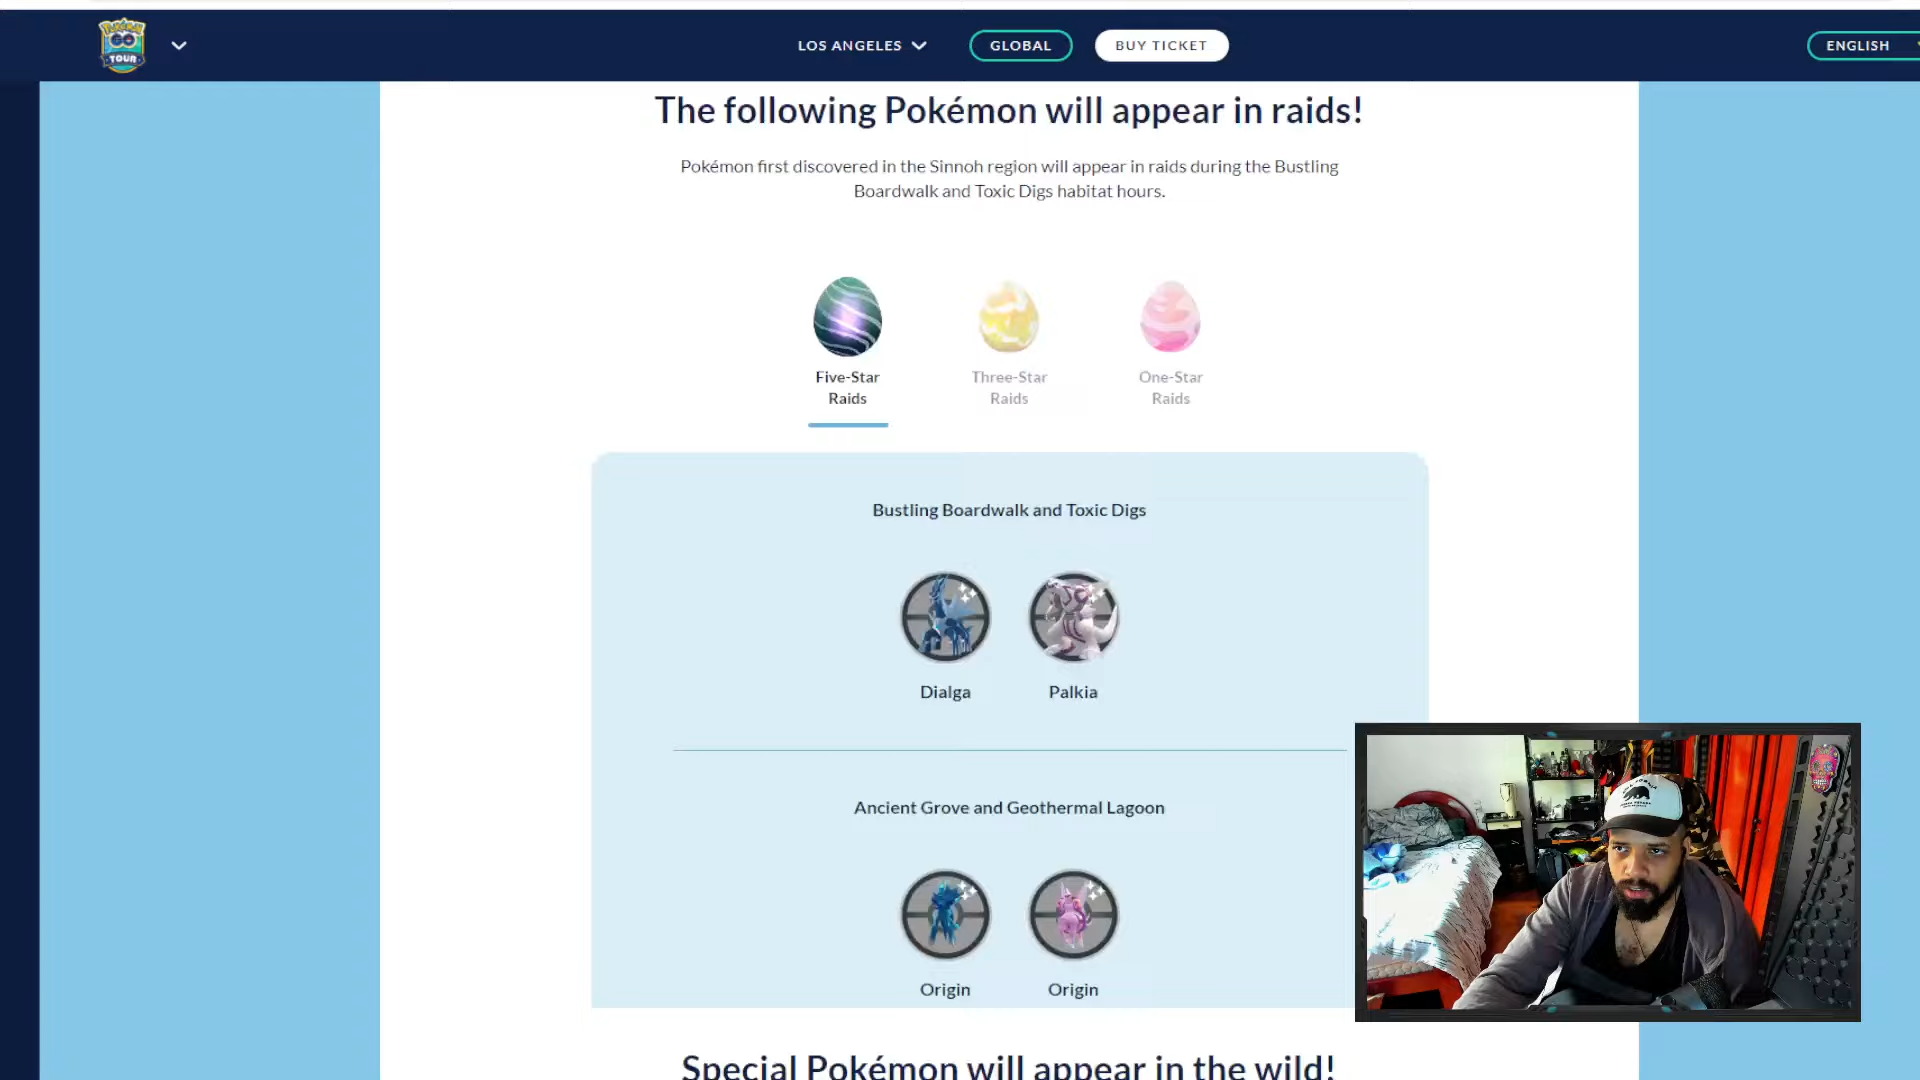 Pokémon
GO
TOUR
LOS ANGELES
GLOBAL
BUY TICKET
ENGLISH
The following Pokémon will appear in raids!
Pokémon first discovered in the Sinnoh region will appear in raids during the Bustling
Boardwalk and Toxic Digs habitat hours.
Five-Star
Raids
Three-Star
Raids
One-Star
Raids
Bustling Boardwalk and Toxic Digs
Dialga
Palkia
Ancient Grove and Geothermal Lagoon
Origin
Origin
Special Pokémon will appear in the wild!